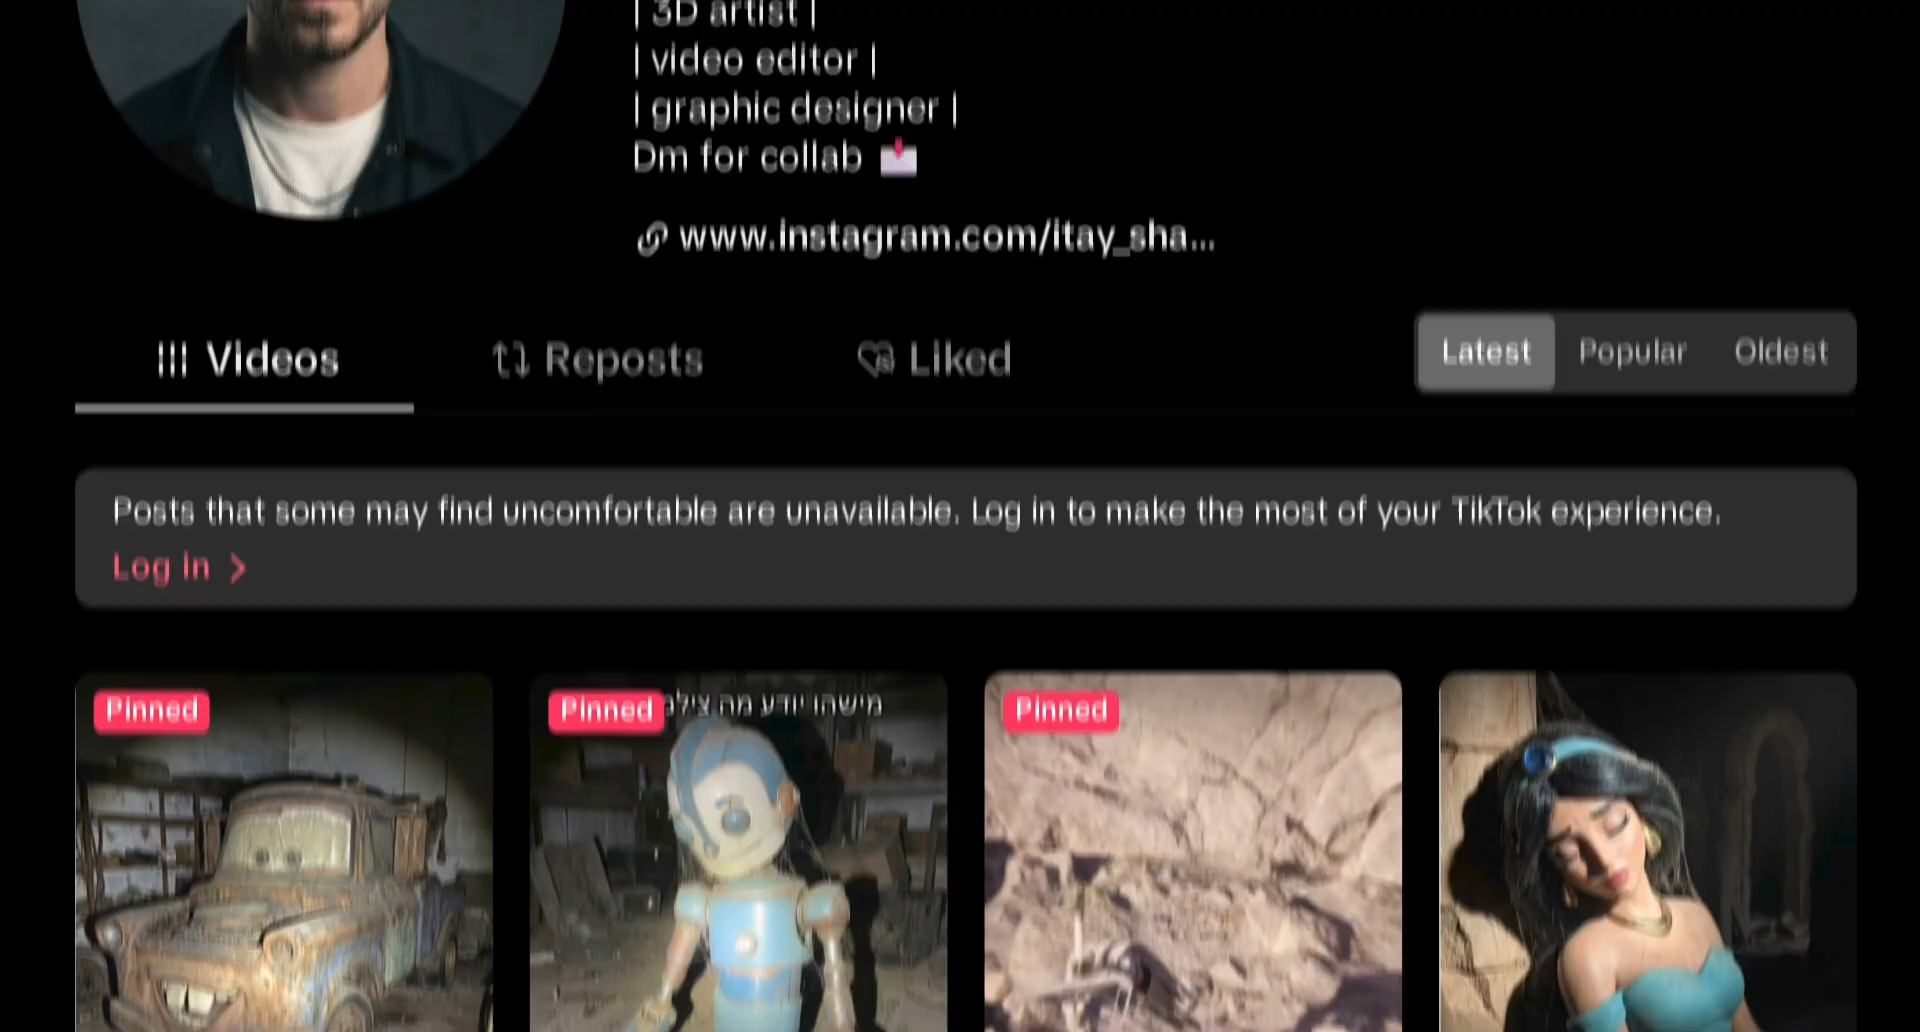 | 3D artist |
| video editor |
| graphic designer |
Dm for collab 📩
www.instagram.com/itay_sha...
Videos
Reposts
Liked
Latest
Popular
Oldest
Posts that some may find uncomfortable are unavailable. Log in to make the most of your TikTok experience.
Log in >
Pinned
Pinned
מישהו יודע מה
Pinned